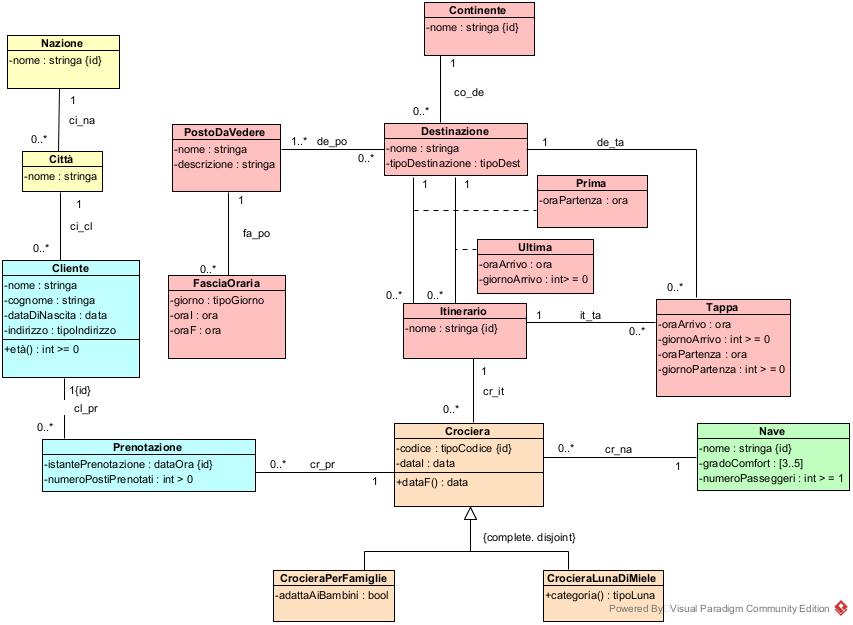 Continente
-nome : stringa {id}
Nazione
-nome : stringa {id}
1
co_de
0..*
1
ci_na
0..*
PostoDaVedere
-nome : stringa
-descrizione : stringa
1..*
de_po
0..*
Destinazione
-nome : stringa
-tipoDestinazione : tipoDest
1
de_ta
0..*
Città
-nome : stringa
1
ci_cl
0..*
1
fa_po
0..*
1
1
Prima
-oraPartenza : ora
Ultima
-oraArrivo : ora
-giornoArrivo : int> = 0
0..*
0..*
Cliente
-nome : stringa
-cognome : stringa
-dataDiNascita : data
-indirizzo : tipoIndirizzo
+età() : int >= 0
FasciaOraria
-giorno : tipoGiorno
-oraI : ora
-oraF : ora
Itinerario
-nome : stringa {id}
1
it_ta
0..*
Tappa
-oraArrivo : ora
-giornoArrivo : int > = 0
-oraPartenza : ora
-giornoPartenza : int > = 0
1{id}
cl_pr
0..*
1
cr_it
0..*
Prenotazione
-istantePrenotazione : dataOra {id}
-numeroPostiPrenotati : int > 0
0..*
cr_pr
1
Crociera
-codice : tipoCodice {id}
-dataI : data
+dataF() : data
0..*
cr_na
1
Nave
-nome : stringa {id}
-gradoComfort : [3..5]
-numeroPasseggeri : int > = 1
{complete. disjoint}
CrocieraPerFamiglie
-adattaAiBambini : bool
CrocieraLunaDiMiele
+categoria() : tipoLuna
Powered By Visual Paradigm Community Edition